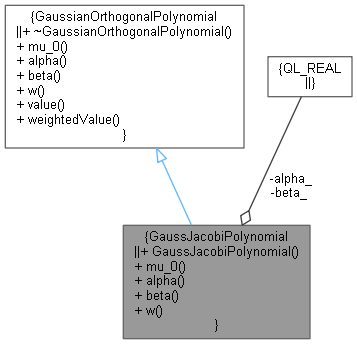 {GaussianOrthogonalPolynomial
||+ ~GaussianOrthogonalPolynomial()
+ mu_0()
+ alpha()
+ beta()
+ w()
+ value()
+ weightedValue()
}
{QL_REAL
||}
-alpha_
-beta_
{GaussJacobiPolynomial
||+ GaussJacobiPolynomial()
+ mu_0()
+ alpha()
+ beta()
+ w()
}